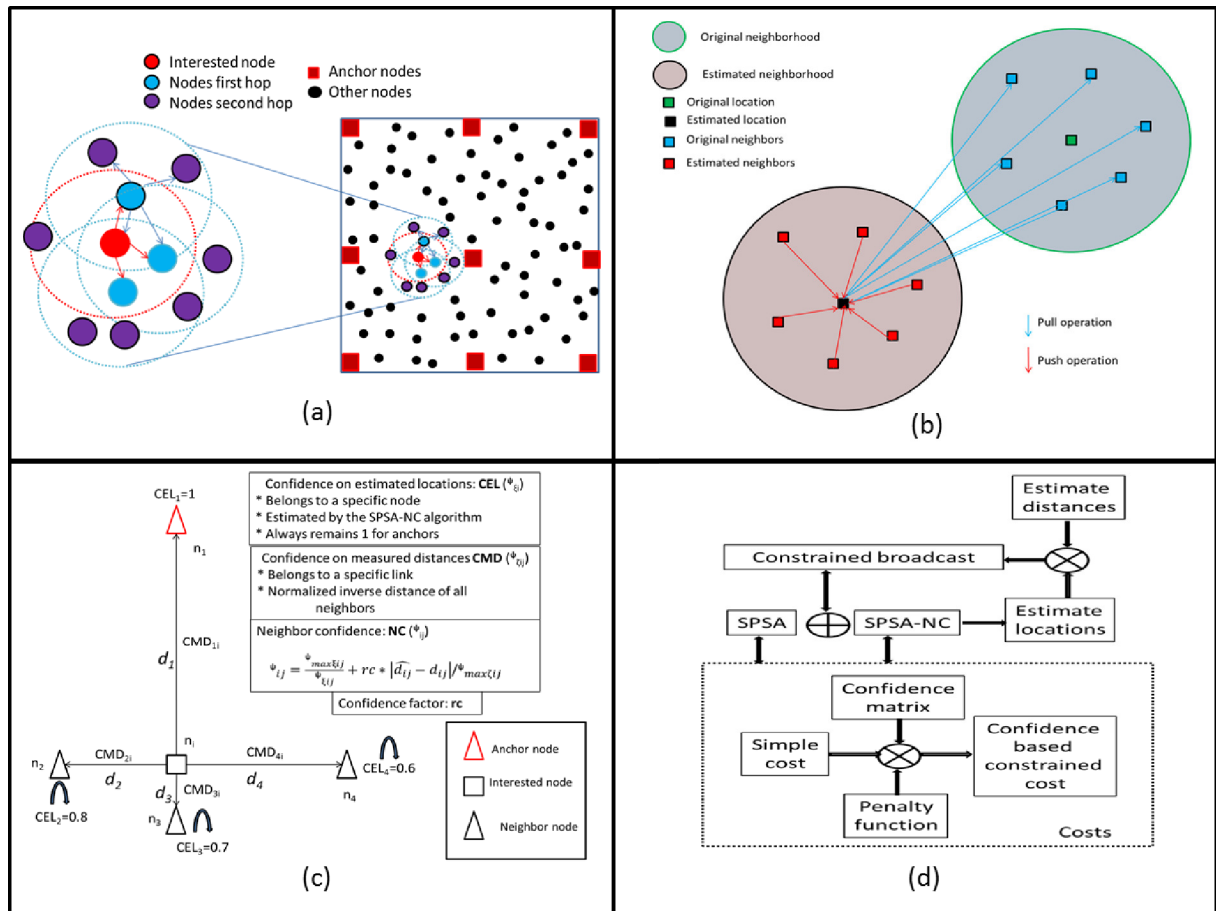 Interested node
Nodes first hop
Nodes second hop
Anchor nodes
Other nodes
(a)
Original neighborhood
Estimated neighborhood
Original location
Estimated location
Original neighbors
Estimated neighbors
Pull operation
Push operation
(b)
CEL1=1
n1
CMD1i
d1
ni
n2
CMD2i
d2
CEL2=0.8
d3
CMD3i
n3
CEL3=0.7
CMD4i
d4
CEL4=0.6
n4
Confidence on estimated locations: CEL (ψξj)
* Belongs to a specific node
* Estimated by the SPSA-NC algorithm
* Always remains 1 for anchors
Confidence on measured distances CMD (ψζij)
* Belongs to a specific link
* Normalized inverse distance of all
neighbors
Neighbor confidence: NC (ψij)
Confidence factor: rc
Anchor node
Interested node
Neighbor node
(c)
Estimate
distances
Constrained broadcast
SPSA
SPSA-NC
Estimate
locations
Confidence
matrix
Simple
cost
Confidence
based
constrained
cost
Penalty
function
Costs
(d)